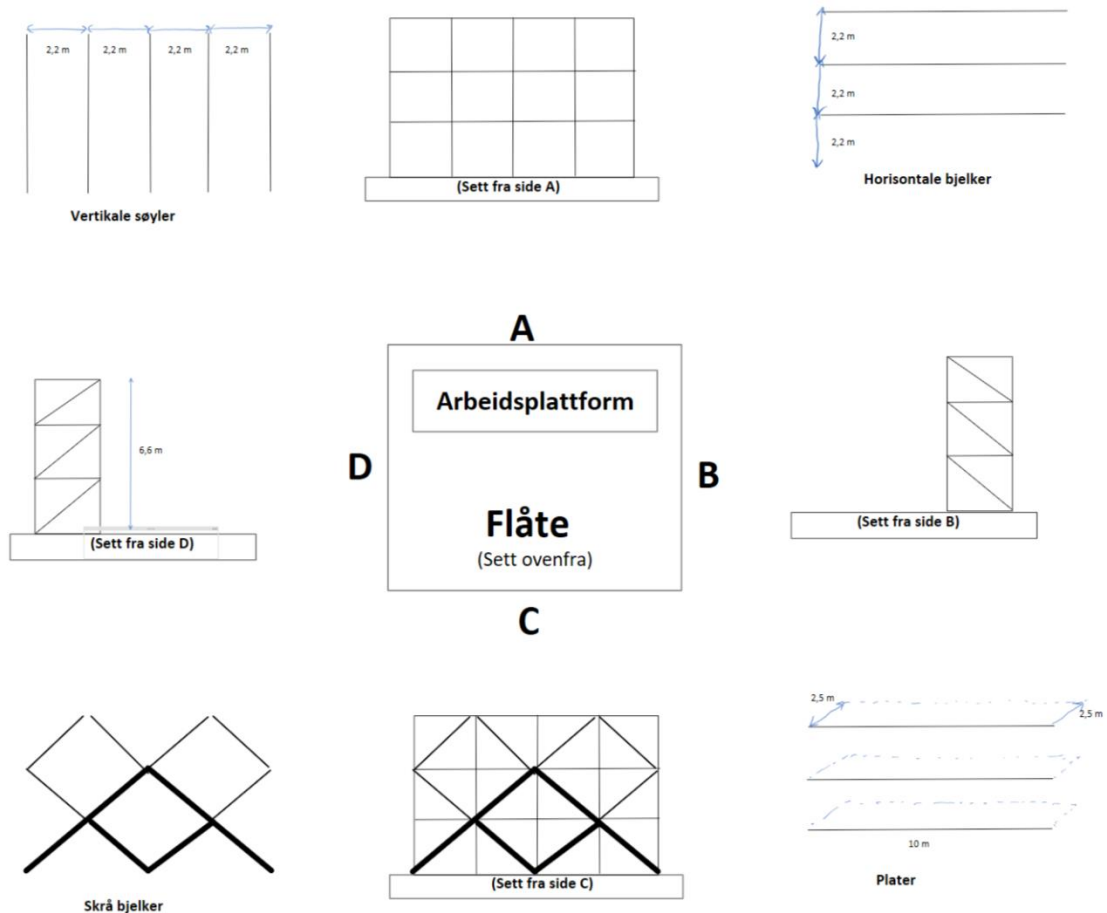 2,2 m
2,2 m
2,2 m
2,2 m
Vertikale søyler
(Sett fra side A)
2,2 m
2,2 m
2,2 m
Horisontale bjelker
A
Arbeidsplattform
D
B
Flåte
(Sett ovenfra)
C
6,6 m
(Sett fra side D)
(Sett fra side B)
Skrå bjelker
(Sett fra side C)
2,5 m
2,5 m
10 m
Plater